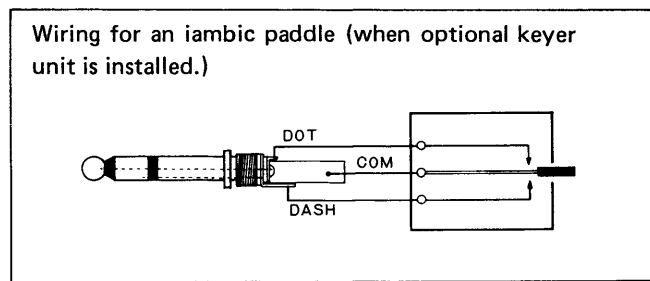 Wiring for an iambic paddle (when optional keyer
unit is installed.)
DOT
COM
DASH